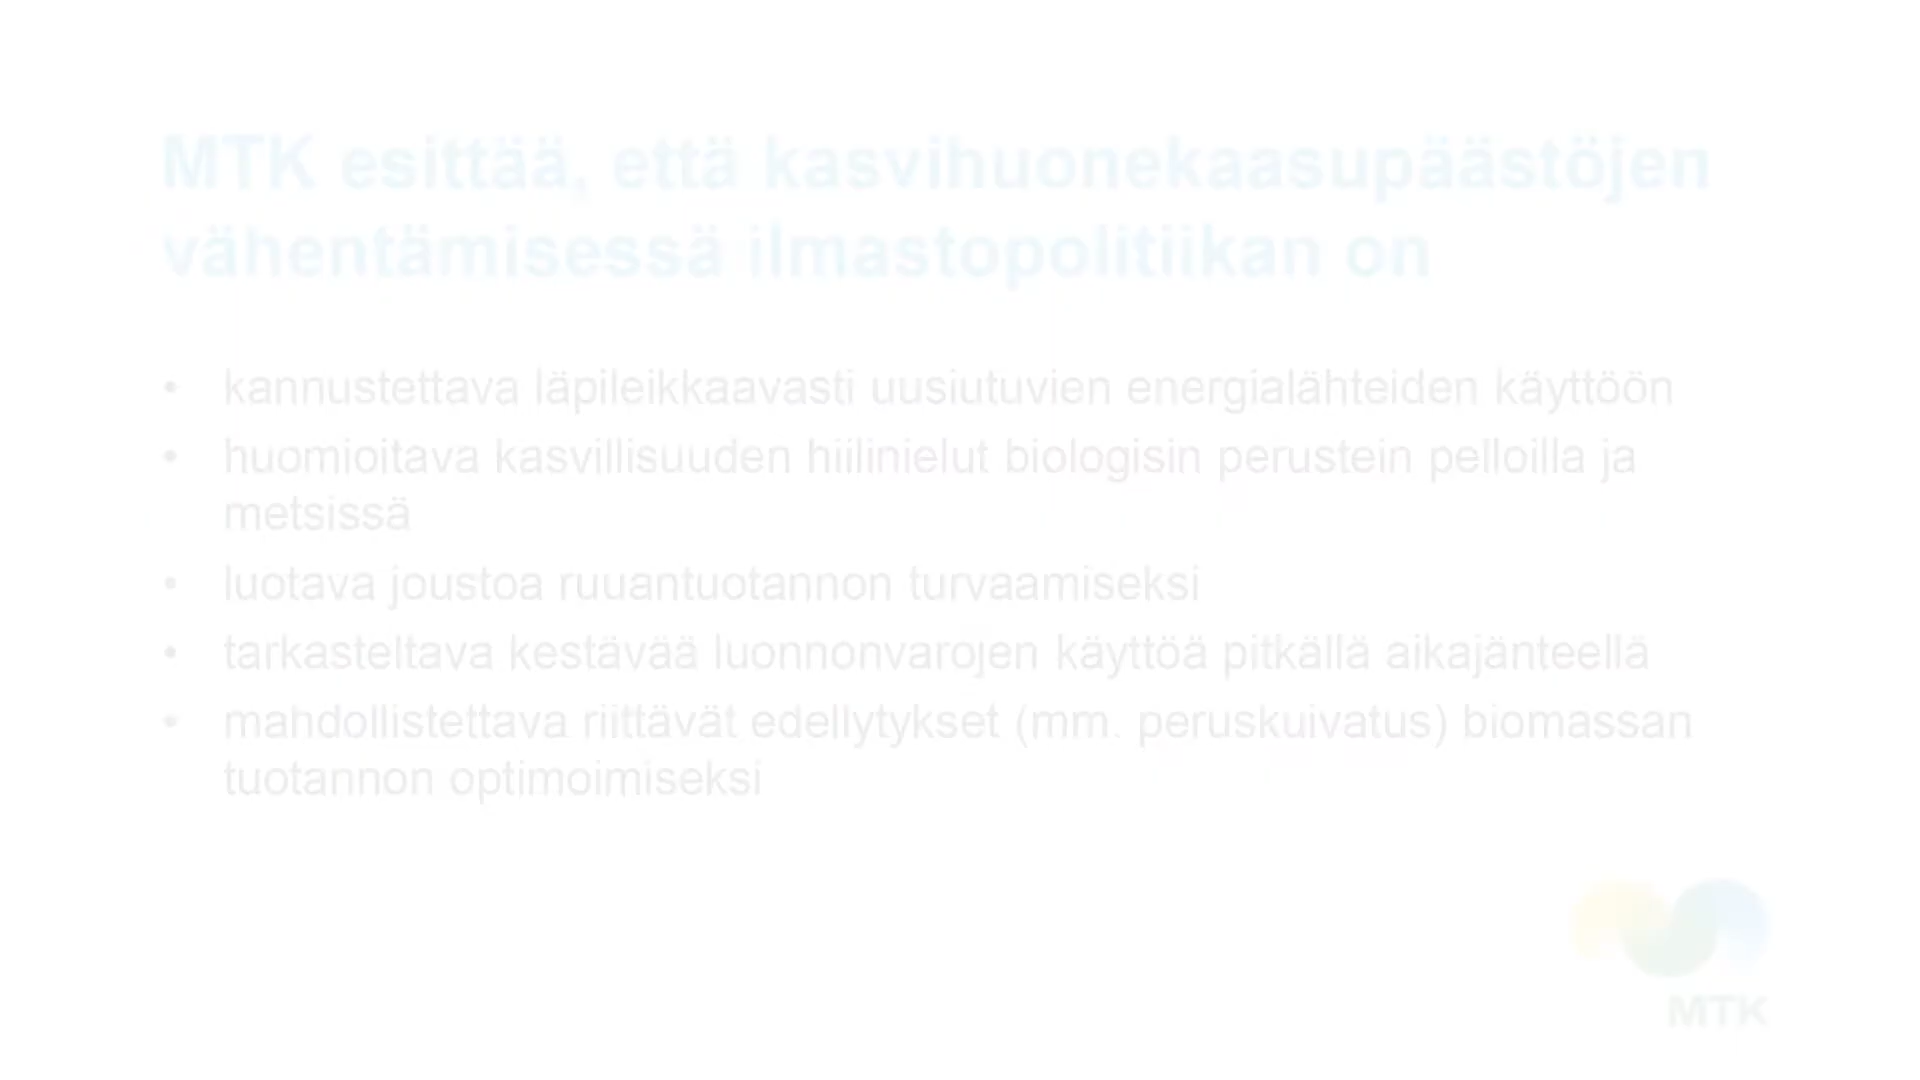 MTK esittää, että kasvihuonekaasupäästöjen
vähentämisessä ilmastopolitiikan on
• kannustettava läpileikkaavasti uusiutuvien energialähteiden käyttöön
• huomioitava kasvillisuuden hiilinielut biologisin perustein pelloilla ja
metsissä
• luotava joustoa ruuantuotannon turvaamiseksi
• tarkasteltava kestävää luonnonvarojen käyttöä pitkällä aikajänteellä
• mahdollistettava riittävät edellytykset (mm. peruskuivatus) biomassan
tuotannon optimoimiseksi
MTK